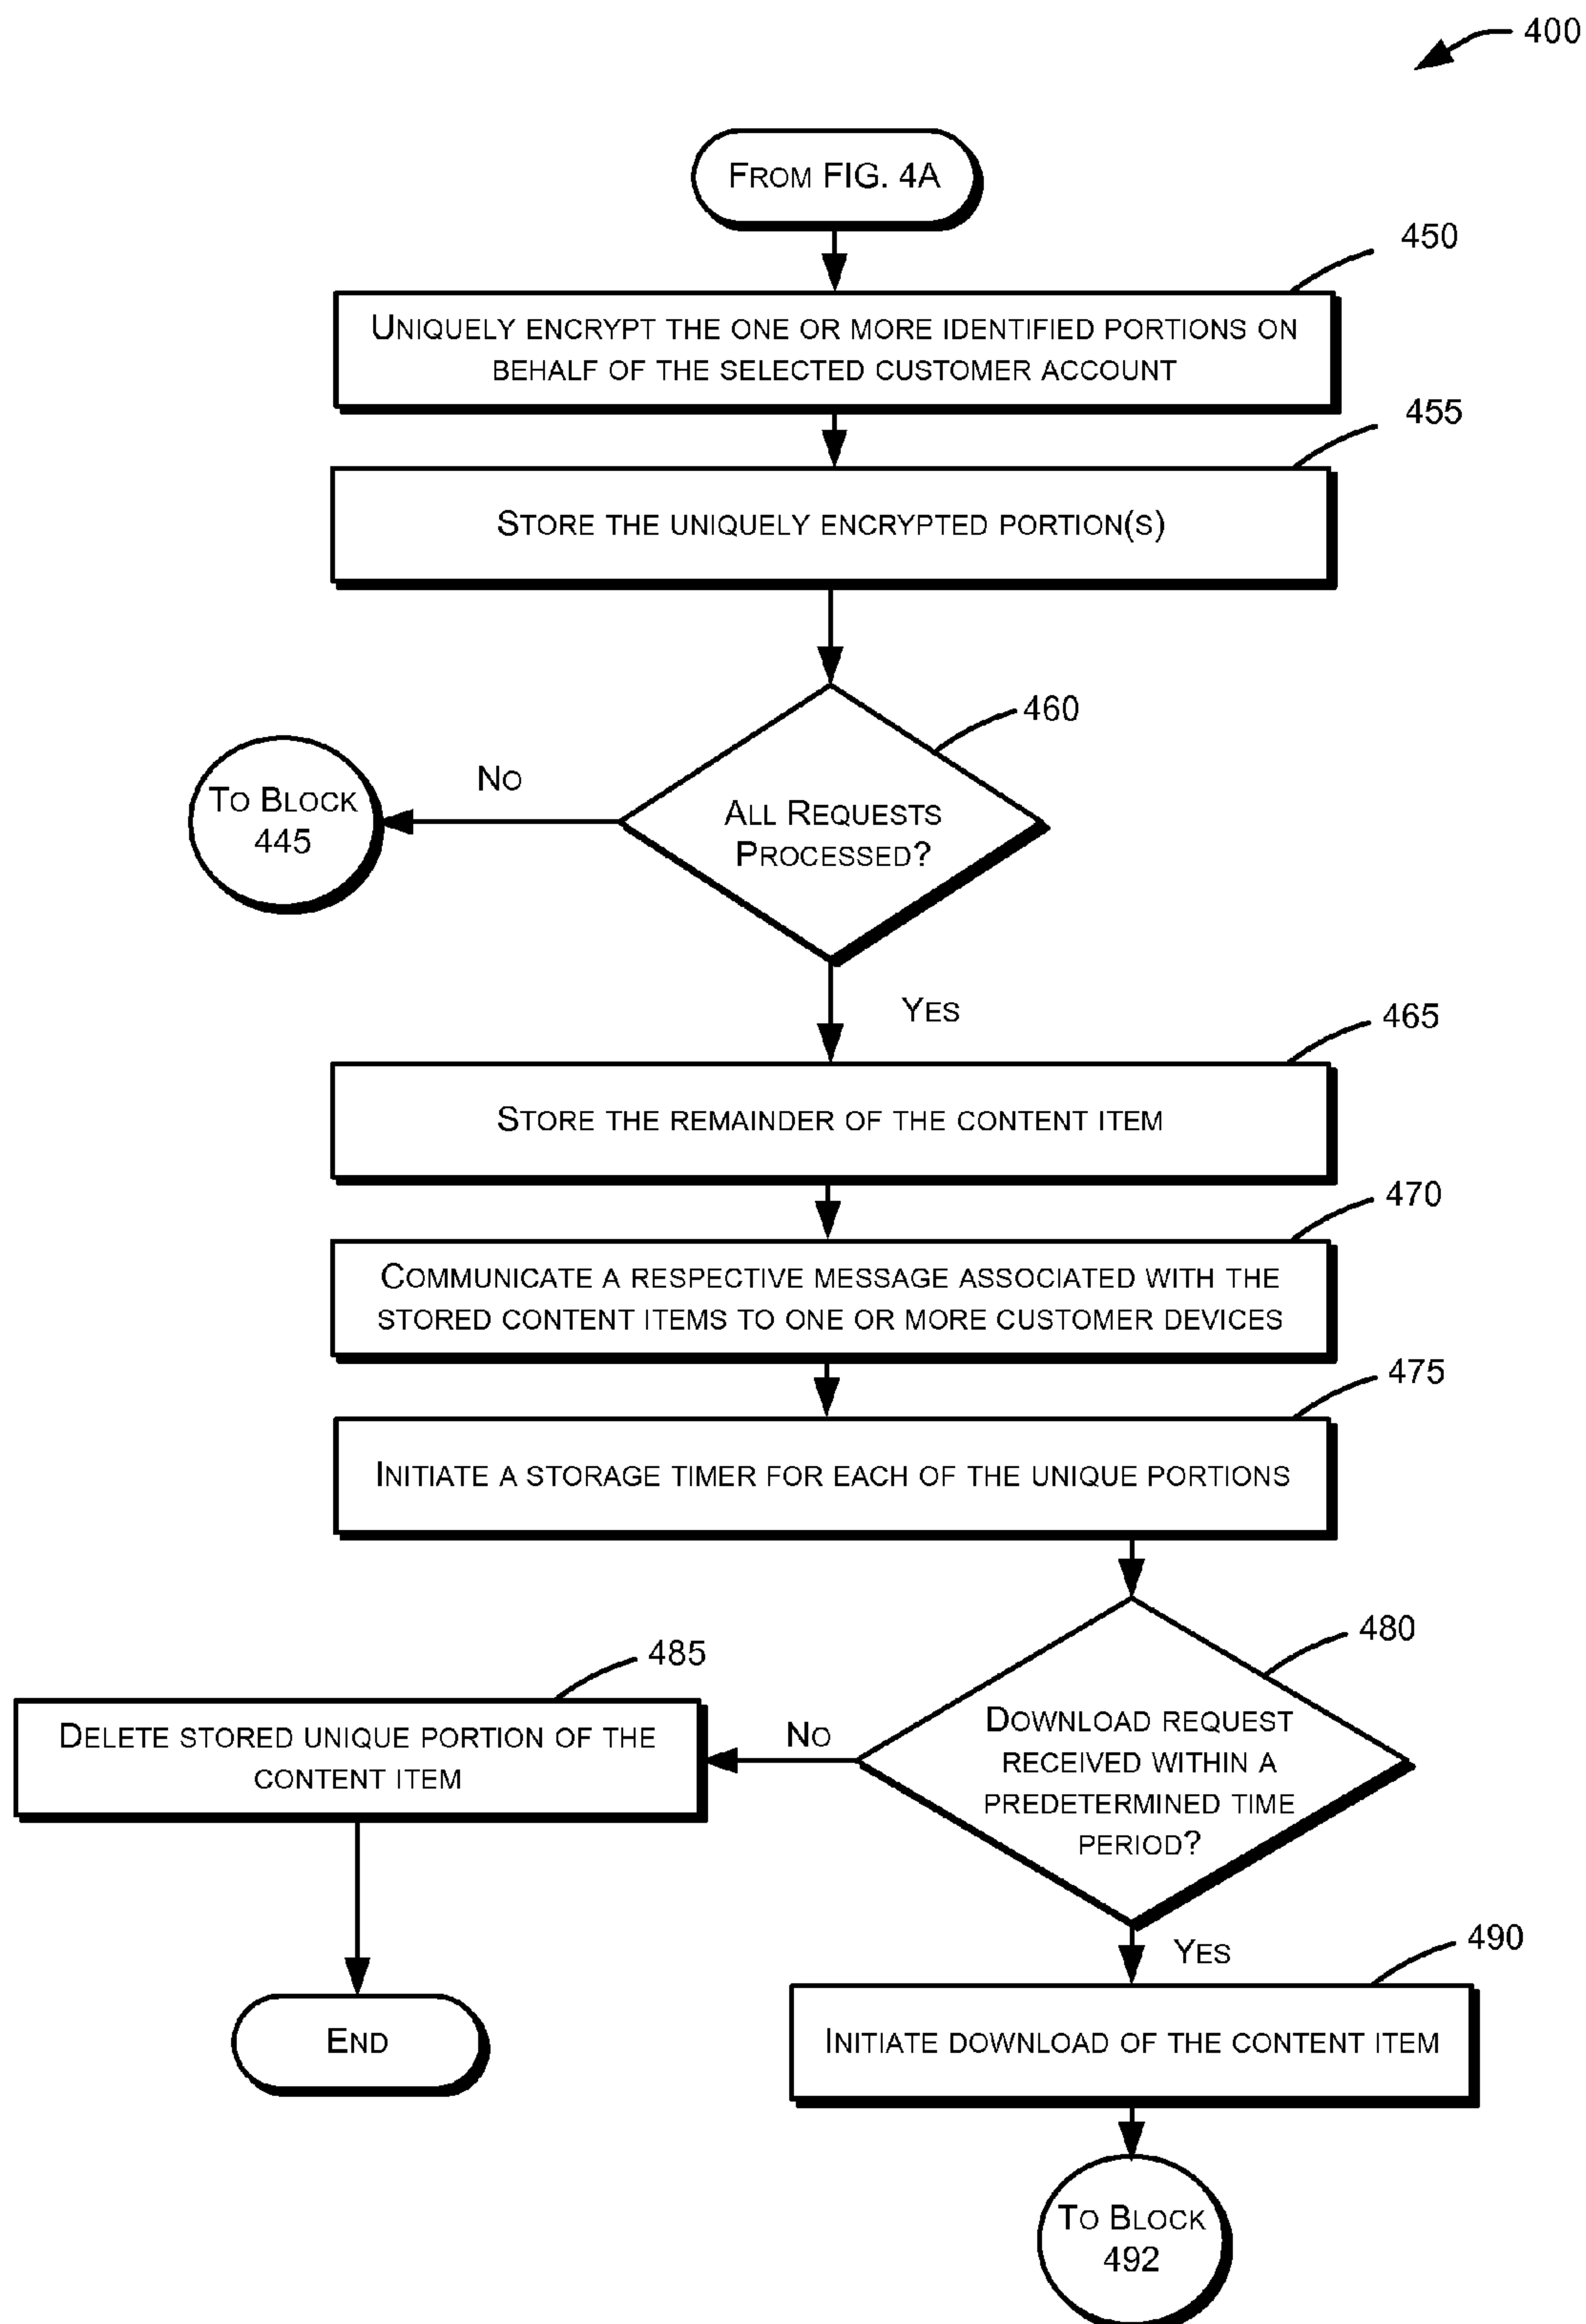 400
FROM FIG. 4A
450
UNIQUELY ENCRYPT THE ONE OR MORE IDENTIFIED PORTIONS ON
BEHALF OF THE SELECTED CUSTOMER ACCOUNT
455
STORE THE UNIQUELY ENCRYPTED PORTION(S)
460
ALL REQUESTS
PROCESSED?
NO
TO BLOCK
445
YES
465
STORE THE REMAINDER OF THE CONTENT ITEM
470
COMMUNICATE A RESPECTIVE MESSAGE ASSOCIATED WITH THE
STORED CONTENT ITEMS TO ONE OR MORE CUSTOMER DEVICES
475
INITIATE A STORAGE TIMER FOR EACH OF THE UNIQUE PORTIONS
480
DOWNLOAD REQUEST
RECEIVED WITHIN A
PREDETERMINED TIME
PERIOD?
NO
485
DELETE STORED UNIQUE PORTION OF THE
CONTENT ITEM
END
YES
490
INITIATE DOWNLOAD OF THE CONTENT ITEM
TO BLOCK
492